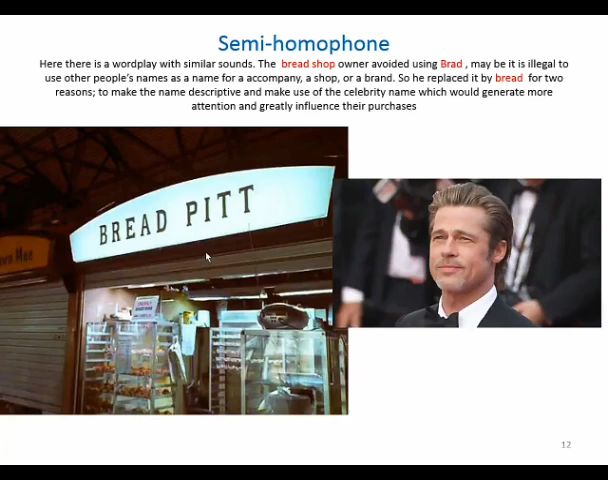 Semi-homophone
Here there is a wordplay with similar sounds. The bread shop owner avoided using Brad , may be it is illegal to
use other people's names as a name for a accompany, a shop, or a brand. So he replaced it by bread for two
reasons; to make the name descriptive and make use of the celebrity name which would generate more
attention and greatly influence their purchases
BREAD PITT
12